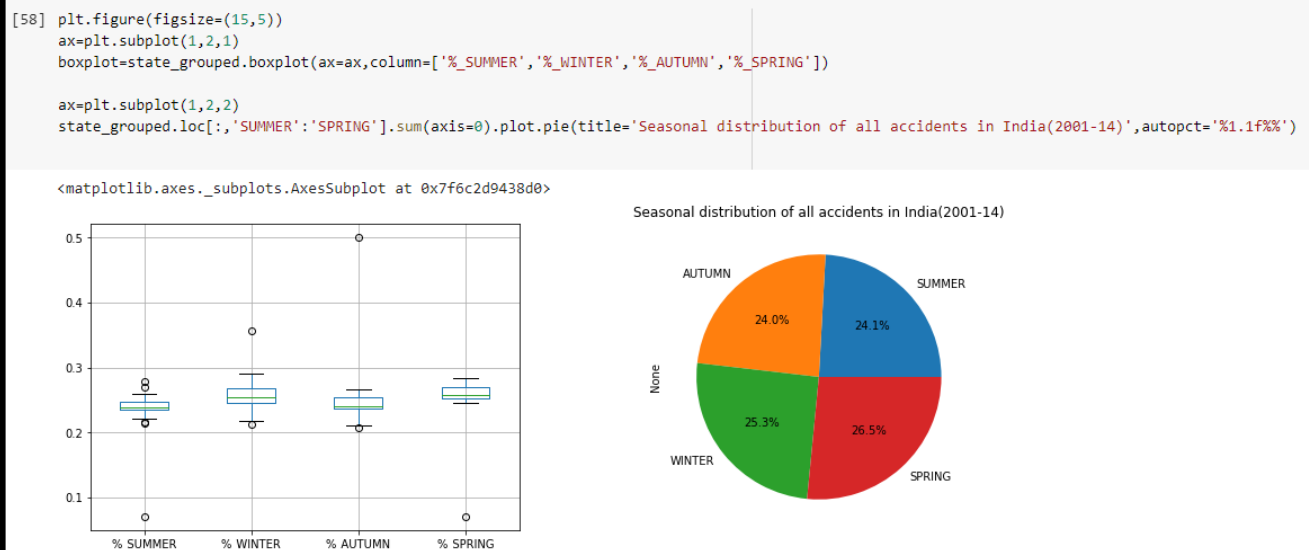 [58] plt.figure(figsize=(15,5))
ax=plt.subplot(1,2,1)
boxplot=state_grouped.boxplot(ax=ax,column=['%_SUMMER','%_WINTER','%_AUTUMN','%_SPRING'])
ax=plt.subplot(1,2,2)
state_grouped.loc[:,'SUMMER':'SPRING'].sum(axis=0).plot.pie(title='Seasonal distribution of all accidents in India(2001-14)',autopct='%1.1f%%')
<matplotlib.axes._subplots.AxesSubplot at 0x7f6c2d9438d0>
0.5
0.4
0.3
0.2
0.1
% SUMMER % WINTER % AUTUMN % SPRING
Seasonal distribution of all accidents in India(2001-14)
AUTUMN
SUMMER
24.0%
24.1%
None
25.3%
26.5%
WINTER
SPRING